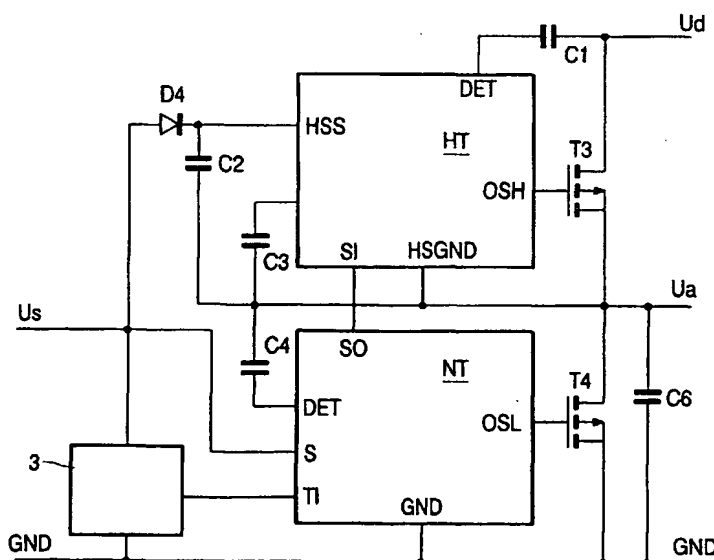 Ud
C1
D4
DET
HSS
HT
T3
C2
OSH
C3
SI
HSGND
Us
Ua
C4
SO
NT
T4
DET
OSL
C6
S
3
TI
GND
GND
GND